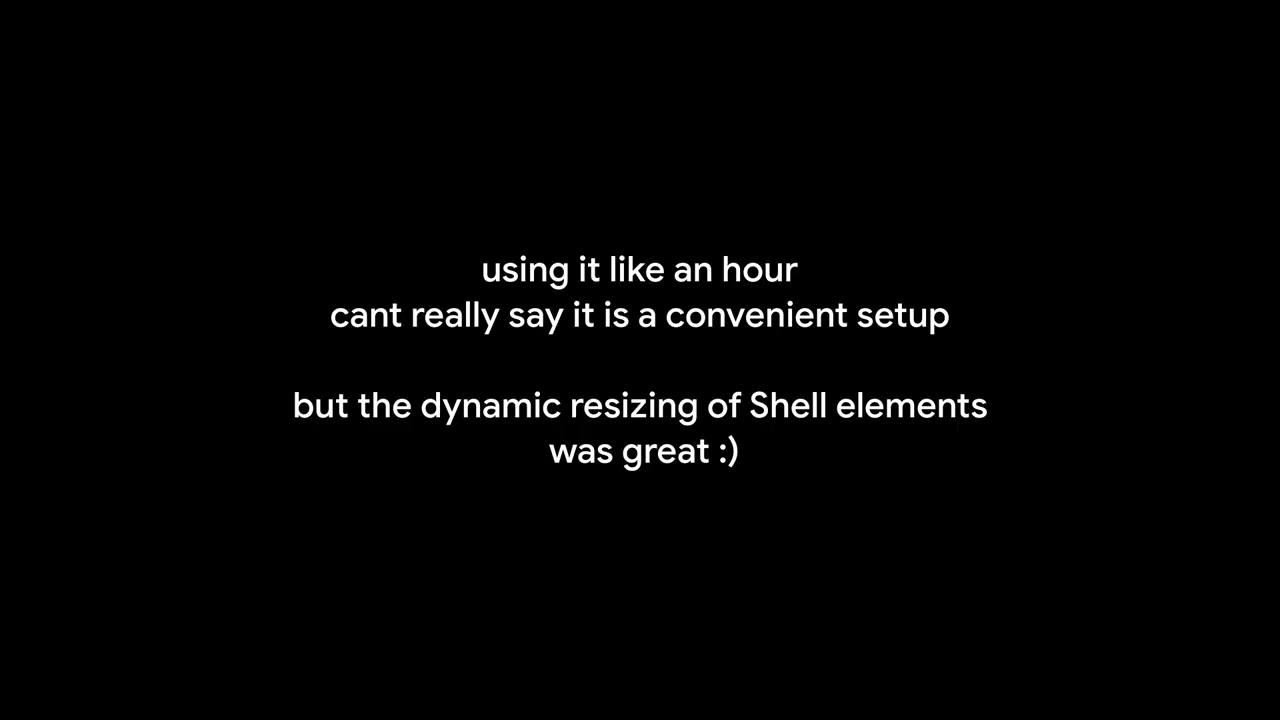 using it like an hour
cant really say it is a convenient setup
but the dynamic resizing of Shell elements
was great :)